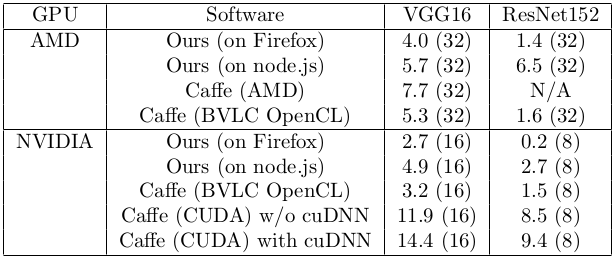 GPU Software VGG16 ResNet152
AMD Ours (on Firefox) 4.0 (32) 1.4 (32)
Ours (on node.js) 5.7 (32) 6.5 (32)
Caffe (AMD) 7.7 (32) N/A
Caffe (BVLC OpenCL) 5.3 (32) 1.6 (32)
NVIDIA Ours (on Firefox) 2.7 (16) 0.2 (8)
Ours (on node.js) 4.9 (16) 2.7 (8)
Caffe (BVLC OpenCL) 3.2 (16) 1.5 (8)
Caffe (CUDA) w/o cuDNN 11.9 (16) 8.5 (8)
Caffe (CUDA) with cuDNN 14.4 (16) 9.4 (8)